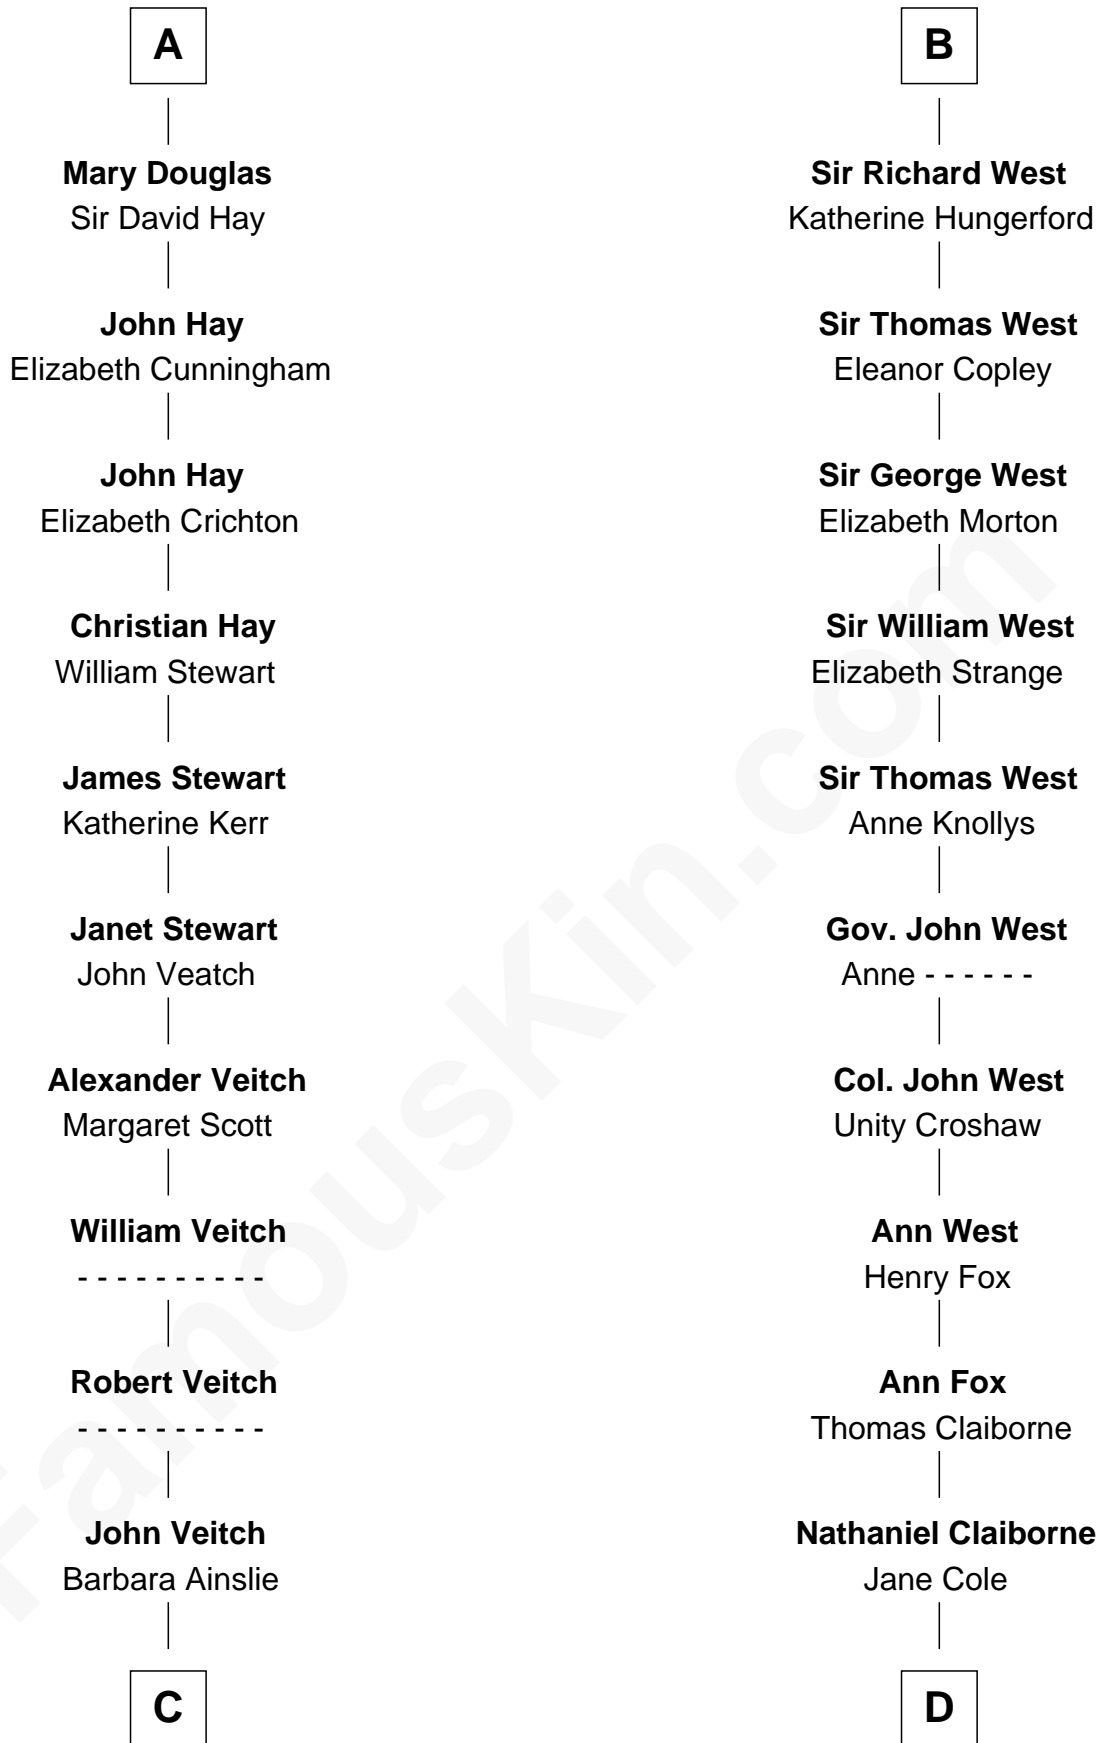 A
Mary Douglas
Sir David Hay
John Hay
Elizabeth Cunningham
John Hay
Elizabeth Crichton
Christian Hay
William Stewart
James Stewart
Katherine Kerr
Janet Stewart
John Veatch
Alexander Veitch
Margaret Scott
William Veitch
- - - - - - - - - -
Robert Veitch
- - - - - - - - - -
John Veitch
Barbara Ainslie
C
B
Sir Richard West
Katherine Hungerford
Sir Thomas West
Eleanor Copley
Sir George West
Elizabeth Morton
Sir William West
Elizabeth Strange
Sir Thomas West
Anne Knollys
Gov. John West
Anne - - - - - -
Col. John West
Unity Croshaw
Ann West
Henry Fox
Ann Fox
Thomas Claiborne
Nathaniel Claiborne
Jane Cole
D
FamousKin.com